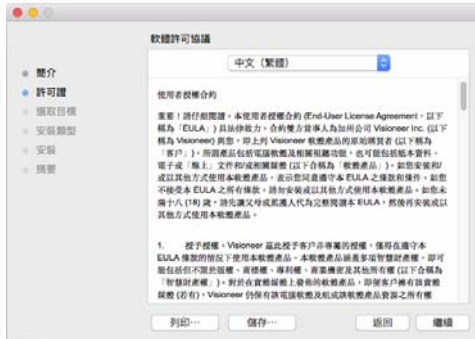 軟體許可協議
中文（繁體）
簡介
許可證
選取目標
安裝類型
安裝
摘要
使用者授權合約
重要！請仔細閱讀。本使用者授權合約 (End-User License Agreement，以下
稱為「EULA」) 具法律效力。合約雙方當事人為加州公司 Visioneer Inc. (以下
稱為 Visioneer) 與您，即上列 Visioneer 軟體產品的原始購買者 (以下稱為
「客戶」)。所謂產品包括電腦軟體及相關視聽功能，也可能包括紙本資料、
電子或「線上」文件和/或相關媒體 (以下合稱為「軟體產品」)。如您安裝和/
或以其他方式使用本軟體產品，表示您同意遵守本 EULA 之條款和條件。如您
不接受本 EULA 之所有條款，請勿安裝或以其他方式使用本軟體產品。如您未
滿十八 (18) 歲，請先讓父母或監護人代為完整閱讀本 EULA，然後再安裝或以
其他方式使用本軟體產品。
1. 授予授權。Visioneer 茲此授予客戶非專屬的授權，僅得在遵守本
EULA 條款的情況下使用本軟體產品。本軟體產品涵蓋多項智慧財產權，即可
能包括但不限於版權、商標權、專利權、商業機密及其他所有權 (以下合稱為
「智慧財產權」)。對於在實體媒體上發佈的軟體產品，即便客戶擁有該實體
媒體 (若有)，Visioneer 仍保有該電腦軟體及組成該軟體產品資源之所有權
列印…
儲存…
返回
繼續